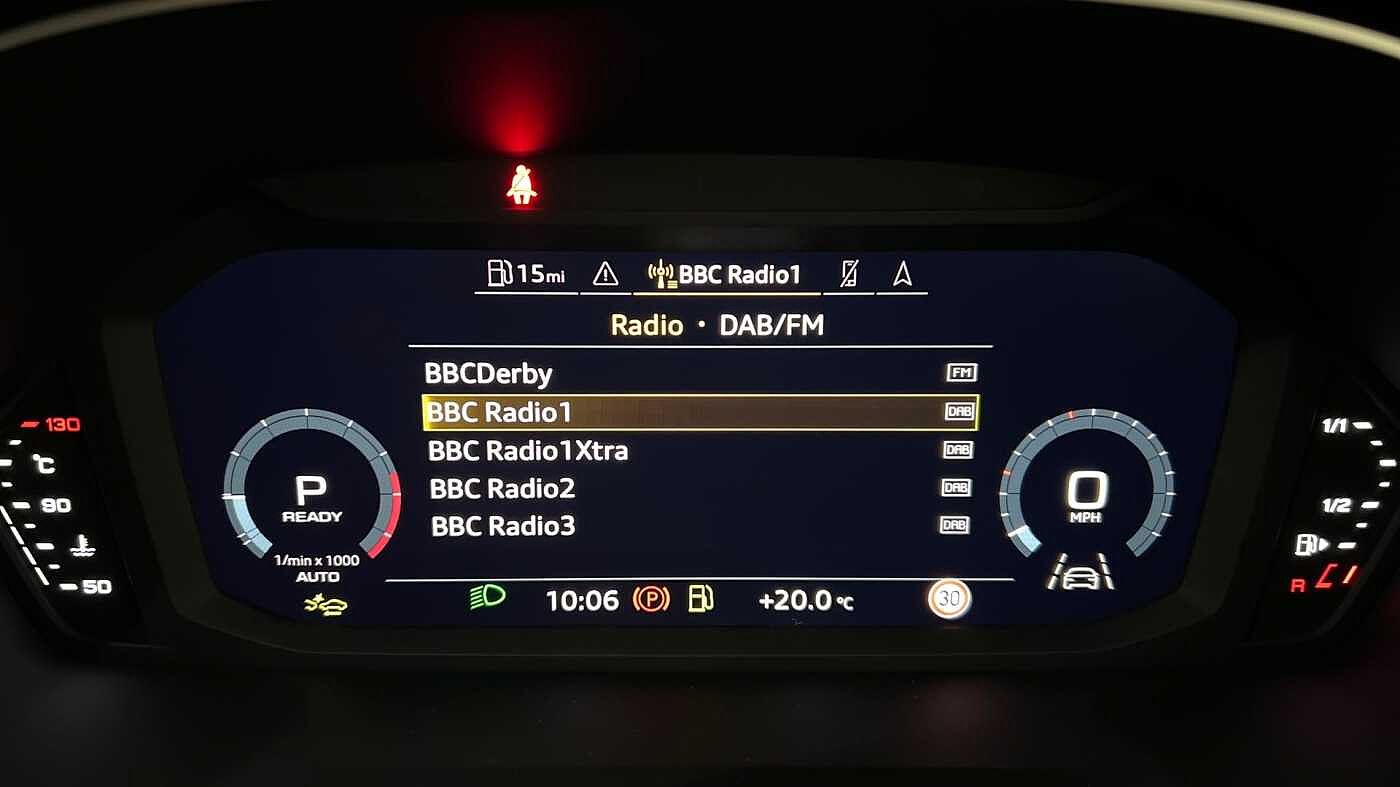 15mi BBC Radio1
Radio · DAB/FM
BBCDerby FM
BBC Radio1 DAB
BBC Radio1Xtra DAB
BBC Radio2 DAB
BBC Radio3 DAB
130
°C
90
50
P
READY
1/min x 1000
AUTO
0
MPH
1/1
1/2
R
10:06 P +20.0 °C 30